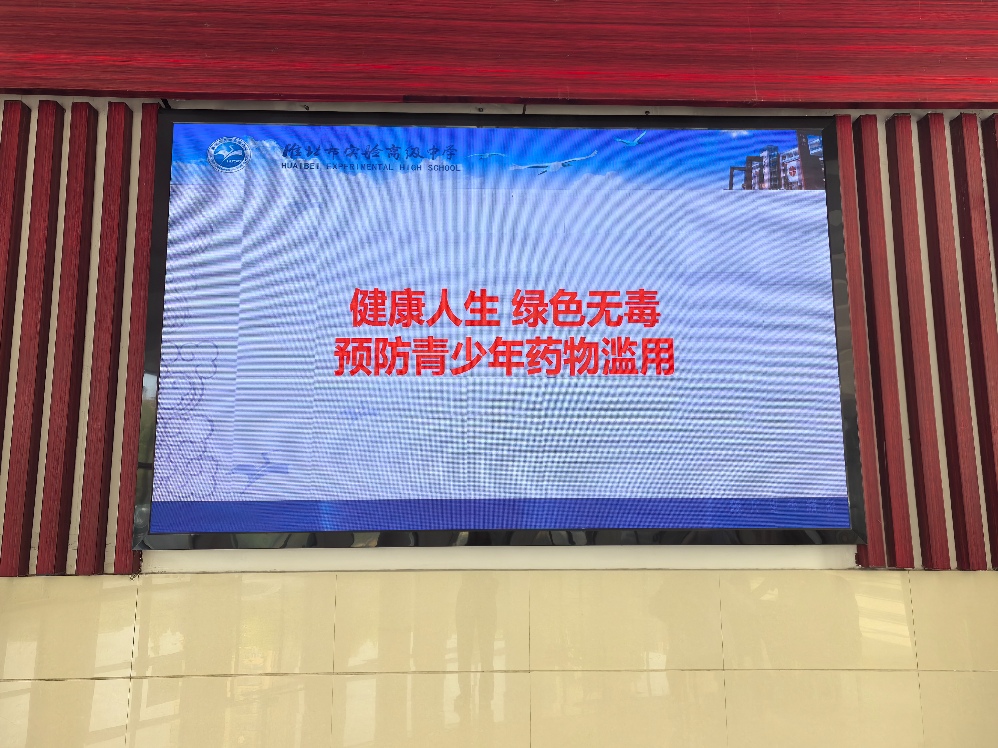 淮北市实验高级中学
HUAIBEI EXPERIMENTAL HIGH SCHOOL
健康人生 绿色无毒
预防青少年药物滥用